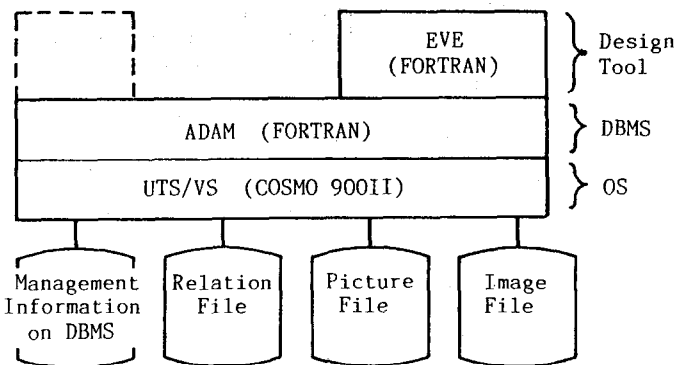 EVE
(FORTRAN)
Design
Tool
ADAM (FORTRAN)
DBMS
UTS/VS (COSMO 900II)
OS
Management
Information
on DBMS
Relation
File
Picture
File
Image
File